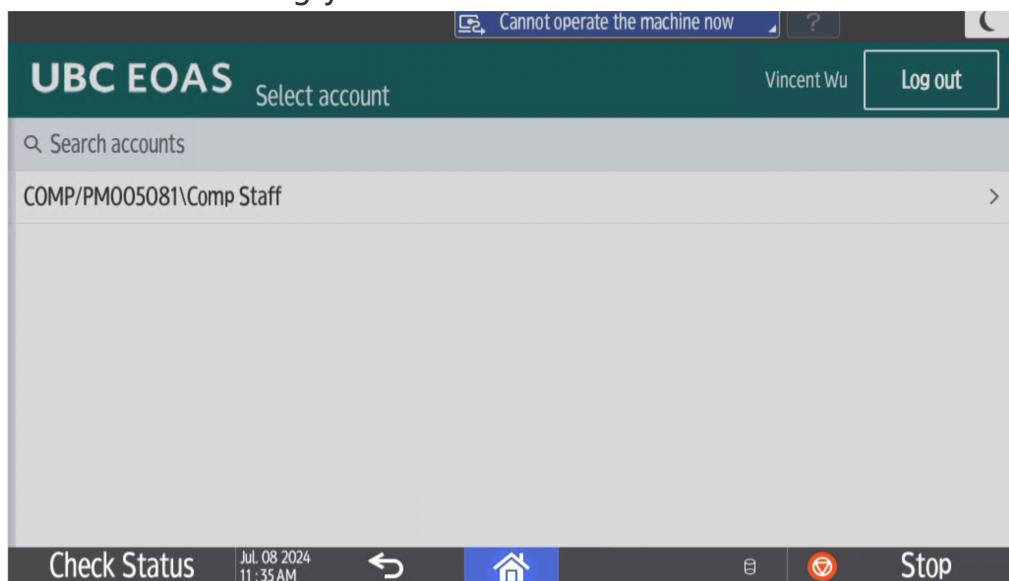 Cannot operate the machine now
?
UBC EOAS
Select account
Vincent Wu
Log out
Search accounts
COMP/PM005081\Comp Staff
Check Status
Jul. 08 2024
11:35 AM
Stop